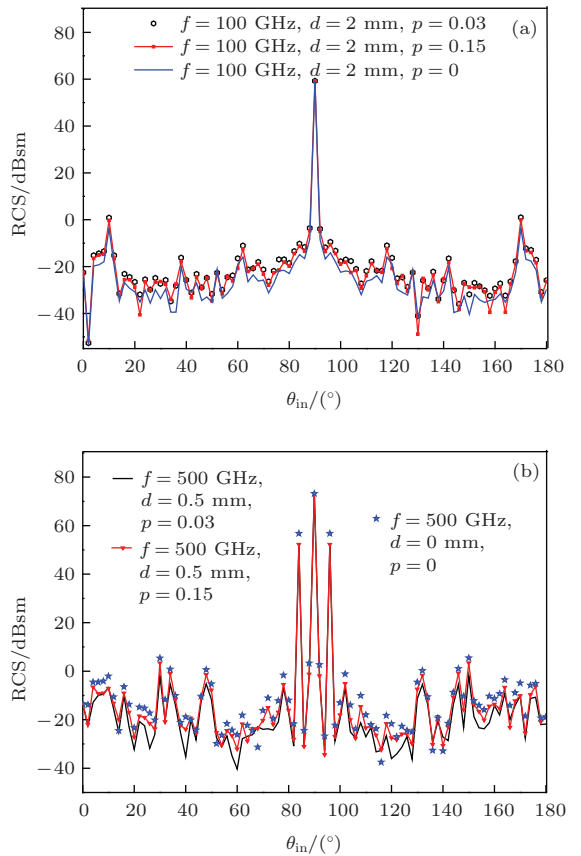 f = 100 GHz, d = 2 mm, p = 0.03
f = 100 GHz, d = 2 mm, p = 0.15
f = 100 GHz, d = 2 mm, p = 0
(a)
80
60
40
20
0
−20
−40
RCS/dBsm
0 20 40 60 80 100 120 140 160 180
θin/(°)
(b)
f = 500 GHz,
d = 0.5 mm,
p = 0.03
f = 500 GHz,
d = 0.5 mm,
p = 0.15
f = 500 GHz,
d = 0 mm,
p = 0
80
60
40
20
0
−20
−40
RCS/dBsm
0 20 40 60 80 100 120 140 160 180
θin/(°)